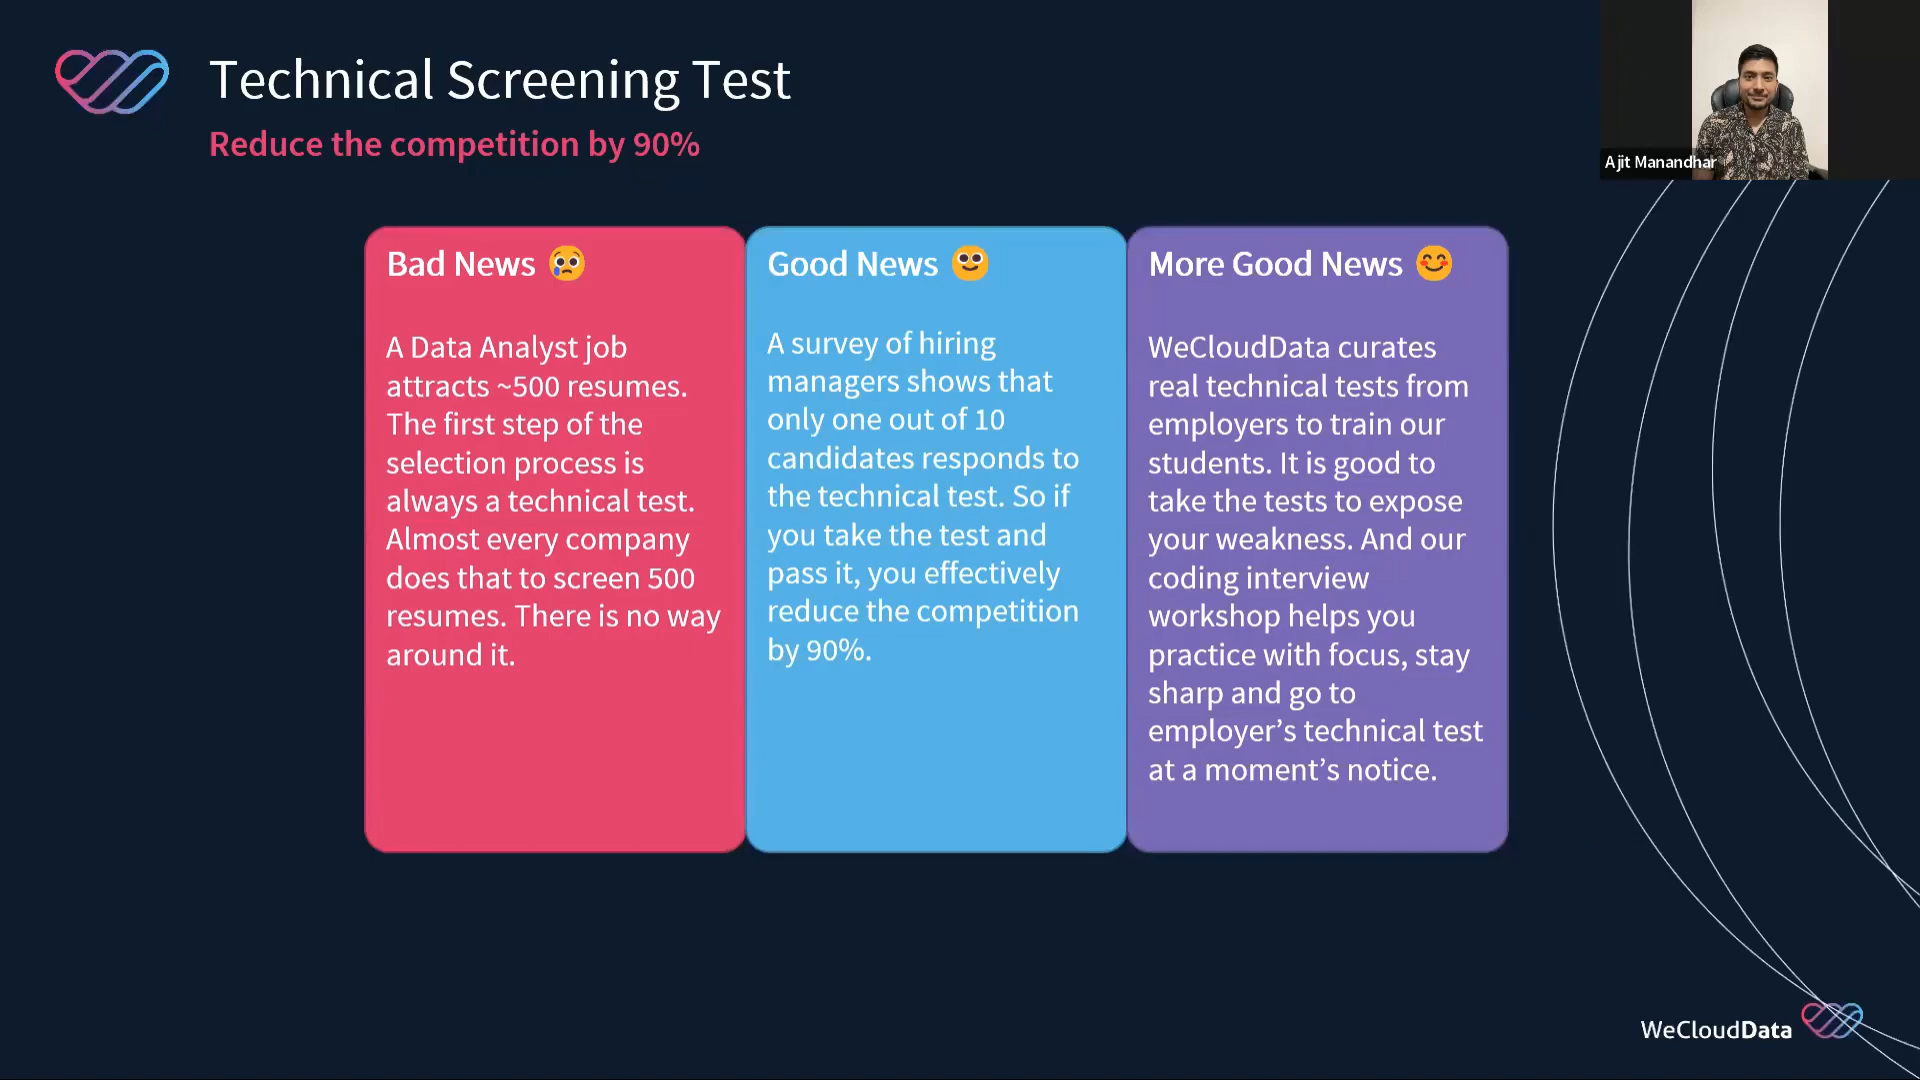 Technical Screening Test
Reduce the competition by 90%
Ajit Manandhar
Bad News 😢
A Data Analyst job
attracts ~500 resumes.
The first step of the
selection process is
always a technical test.
Almost every company
does that to screen 500
resumes. There is no way
around it.
Good News 🙂
A survey of hiring
managers shows that
only one out of 10
candidates responds to
the technical test. So if
you take the test and
pass it, you effectively
reduce the competition
by 90%.
More Good News 😊
WeCloudData curates
real technical tests from
employers to train our
students. It is good to
take the tests to expose
your weakness. And our
coding interview
workshop helps you
practice with focus, stay
sharp and go to
employer’s technical test
at a moment’s notice.
WeCloudData